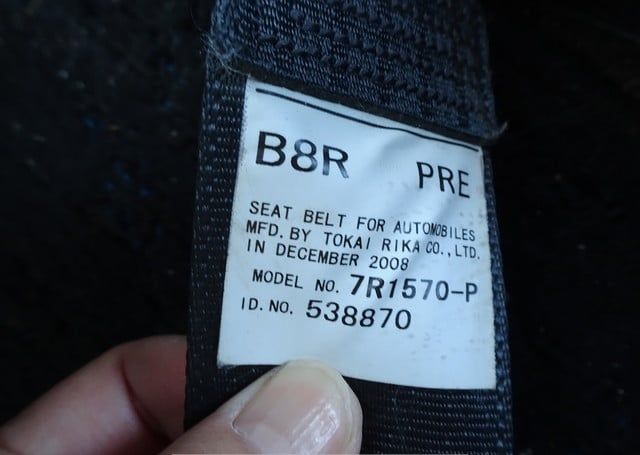 B8R PRE
SEAT BELT FOR AUTOMOBILES
MFD. BY TOKAI RIKA CO., LTD.
IN DECEMBER 2008
MODEL NO. 7R1570-P
ID. NO. 538870